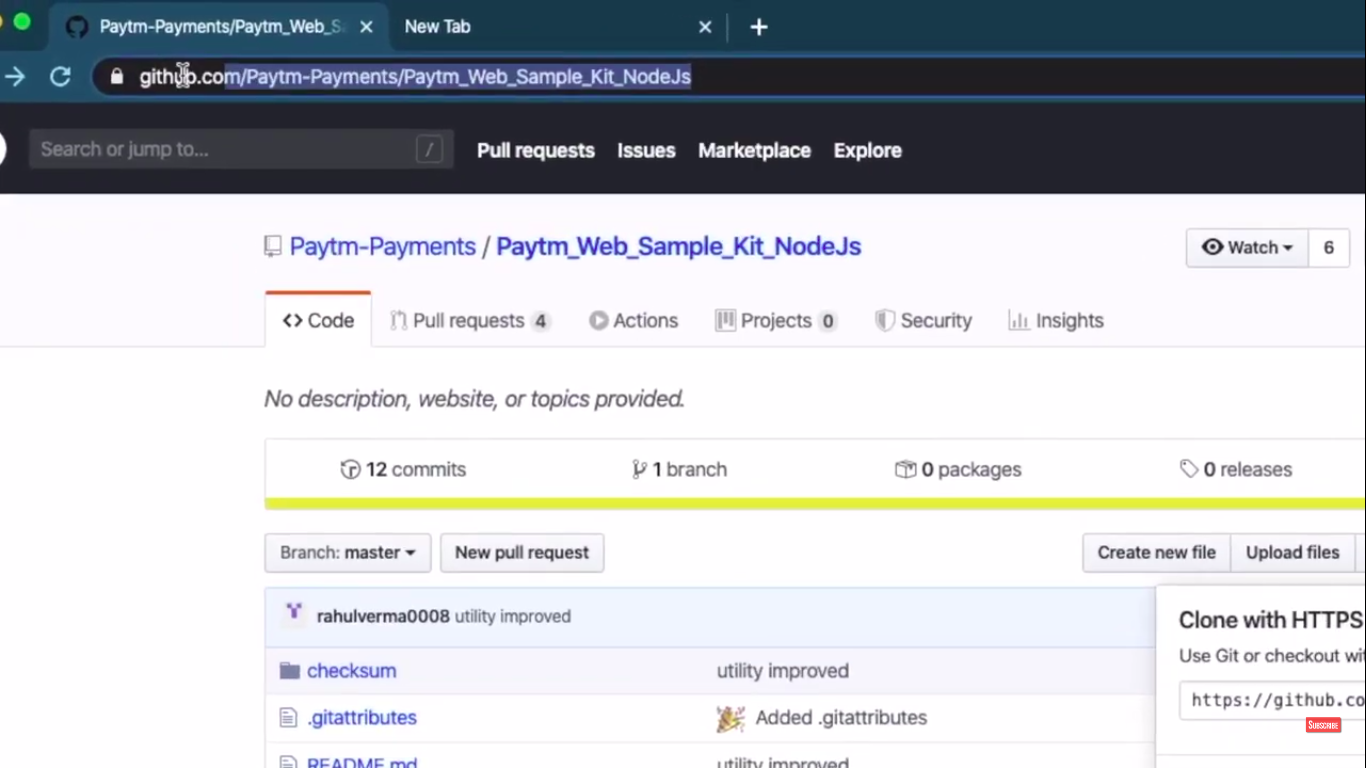 Paytm-Payments/Paytm_Web_S
New Tab
github.com/Paytm-Payments/Paytm_Web_Sample_Kit_NodeJs
Search or jump to...
/
Pull requests
Issues
Marketplace
Explore
Paytm-Payments / Paytm_Web_Sample_Kit_NodeJs
Watch
6
Code
Pull requests 4
Actions
Projects 0
Security
Insights
No description, website, or topics provided.
12 commits
1 branch
0 packages
0 releases
Branch: master
New pull request
Create new file
Upload files
rahulverma0008 utility improved
Clone with HTTPS
Use Git or checkout wi
checksum
utility improved
https://github.co
.gitattributes
Added .gitattributes
SUBSCRIBE
README.md
utility improved